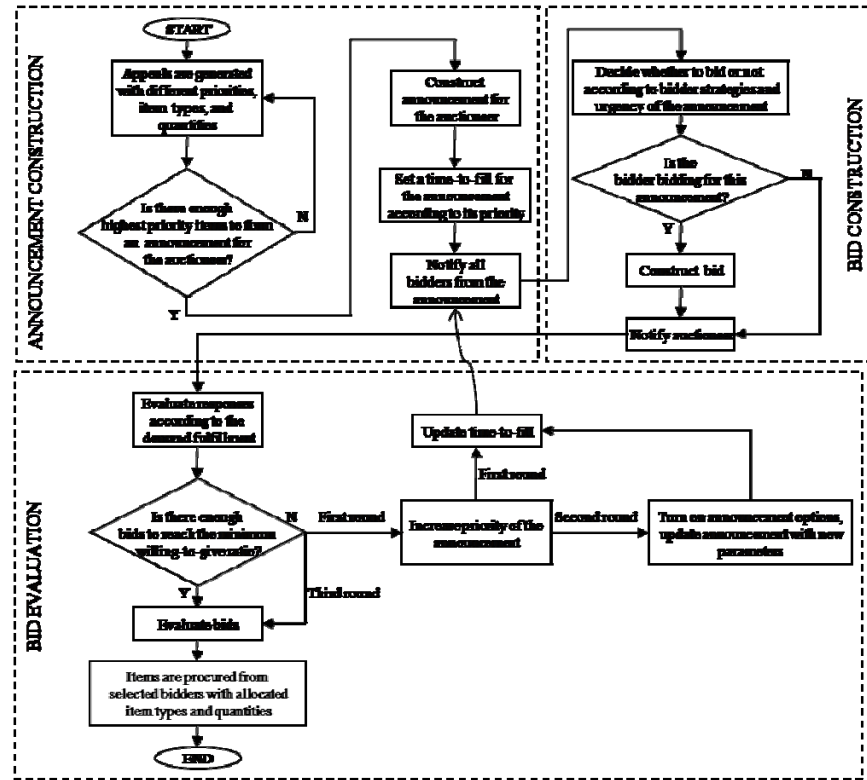 ANNOUNCEMENT CONSTRUCTION
START
Appeals are generated
with different priorities,
item types, and
quantities
Is there enough
highest priority items to form
an announcement for
the auctioneer?
N
Y
Construct
announcement for
the auctioneer
Set a time-to-fill for
the announcement
according to its priority
Notify all
bidders from the
announcement
BID CONSTRUCTION
Decide whether to bid or not
according to bidder strategies and
urgency of the announcement
Is the
bidder bidding for this
announcement?
N
Y
Construct bid
Notify auctioneer
BID EVALUATION
Evaluate responses
according to the
demand fulfillment
Is there enough
bids to reach the minimum
willing-to-give ratio?
N
Y
First round
Third round
Increase priority of the
announcement
First round
Update time-to-fill
Second round
Turn on announcement options,
update announcement with new
parameters
Evaluate bids
Items are procured from
selected bidders with allocated
item types and quantities
END